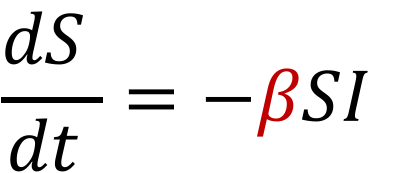 dS/dt = −βSI